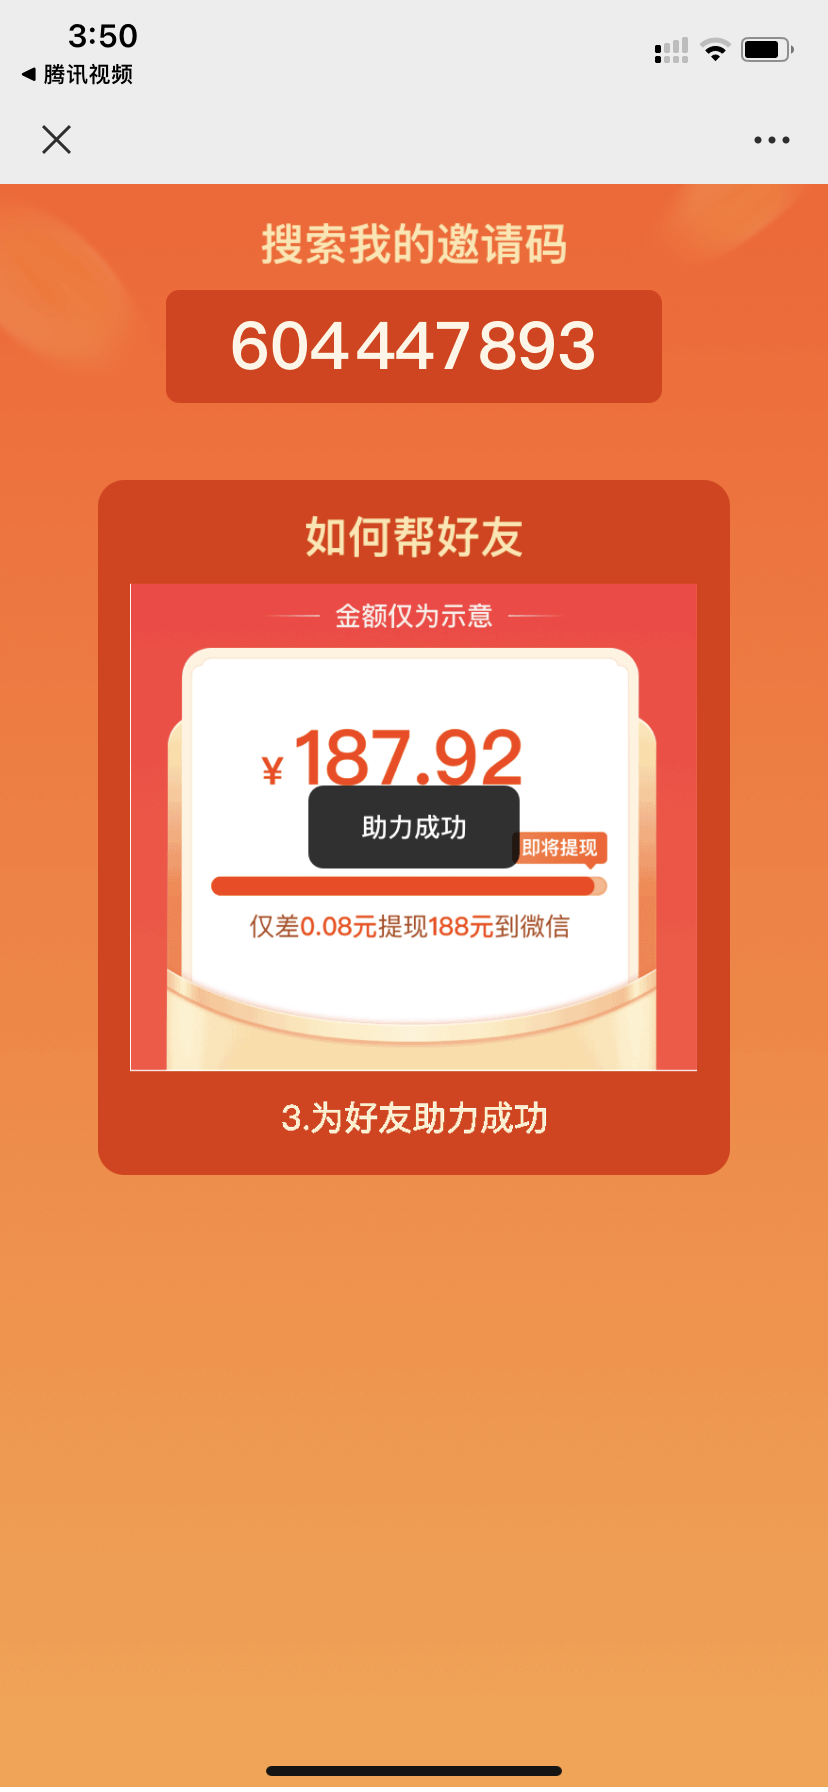 3:50
腾讯视频
搜索我的邀请码
604447893
如何帮好友
金额仅为示意
¥187.92
助力成功
即将提现
仅差0.08元提现188元到微信
3.为好友助力成功